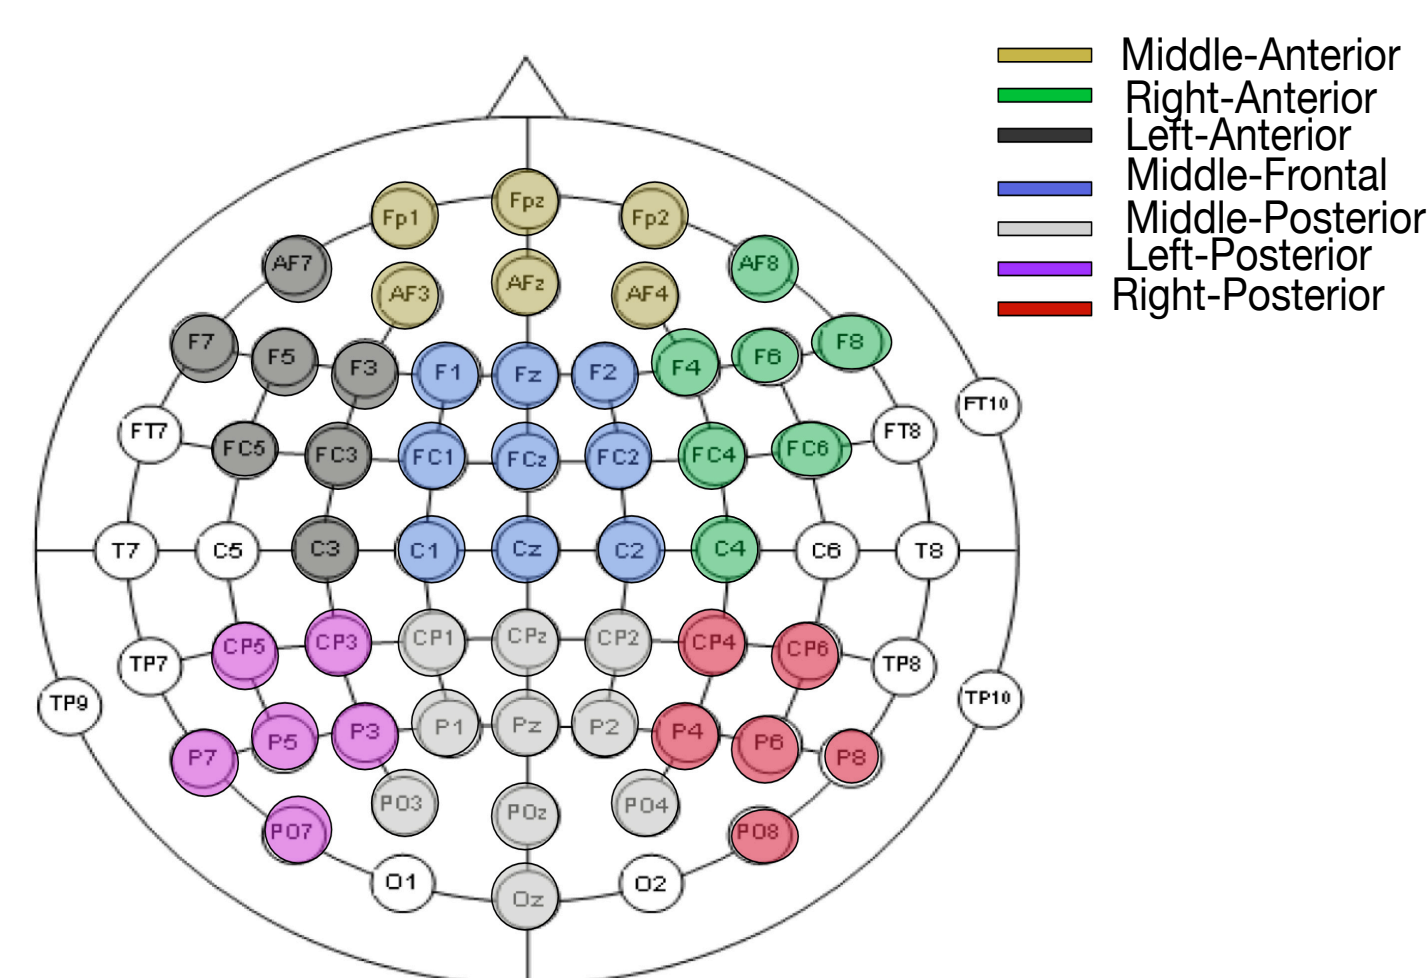 Middle-Anterior
Right-Anterior
Left-Anterior
Middle-Frontal
Middle-Posterior
Left-Posterior
Right-Posterior
Fp1 Fpz Fp2
AF7 AF3 AFz AF4 AF8
F7 F5 F3 F1 Fz F2 F4 F6 F8
FT7 FC5 FC3 FC1 FCz FC2 FC4 FC6 FT8 FT10
T7 C5 C3 C1 Cz C2 C4 C6 T8
TP9 TP7 CP5 CP3 CP1 CPz CP2 CP4 CP6 TP8 TP10
P7 P5 P3 P1 Pz P2 P4 P6 P8
PO7 PO3 POz PO4 PO8
O1 Oz O2